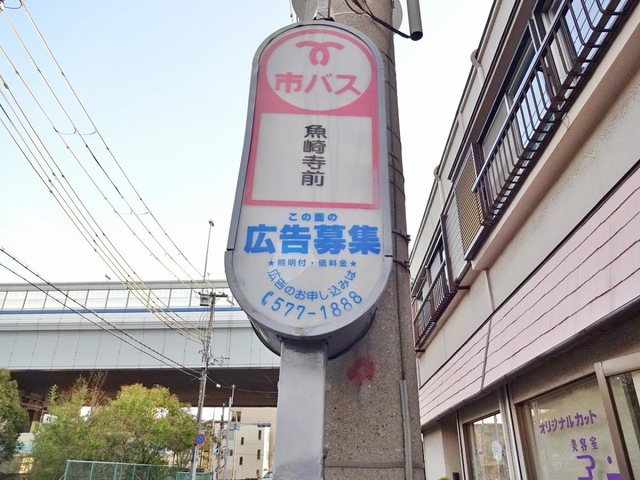 市バス
魚崎寺前
この面の
広告募集
★照明付・低料金★
広告のお申し込みは
577-1888
オリジナルカット
美容室